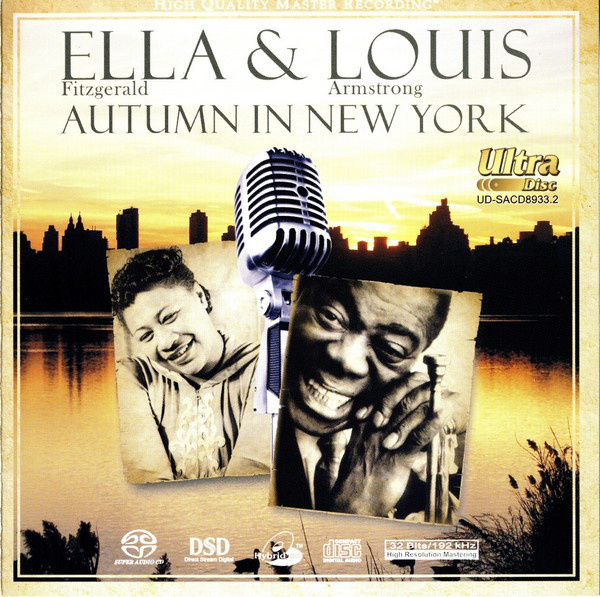 HIGH QUALITY MASTER RECORDING®
ELLA & LOUIS
Fitzgerald Armstrong
AUTUMN IN NEW YORK
Ultra
Disc
UD-SACD8933.2
SUPER AUDIO CD
DSD
Direct Stream Digital
Hybrid™
COMPACT
disc
DIGITAL AUDIO
32 Bits/192 kHz
High Resolution Mastering